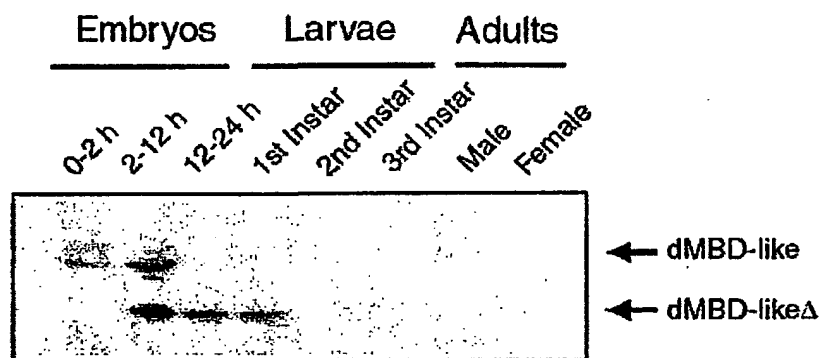 Embryos Larvae Adults
0-2 h 2-12 h 12-24 h 1st Instar 2nd Instar 3rd Instar Male Female
dMBD-like
dMBD-likeΔ